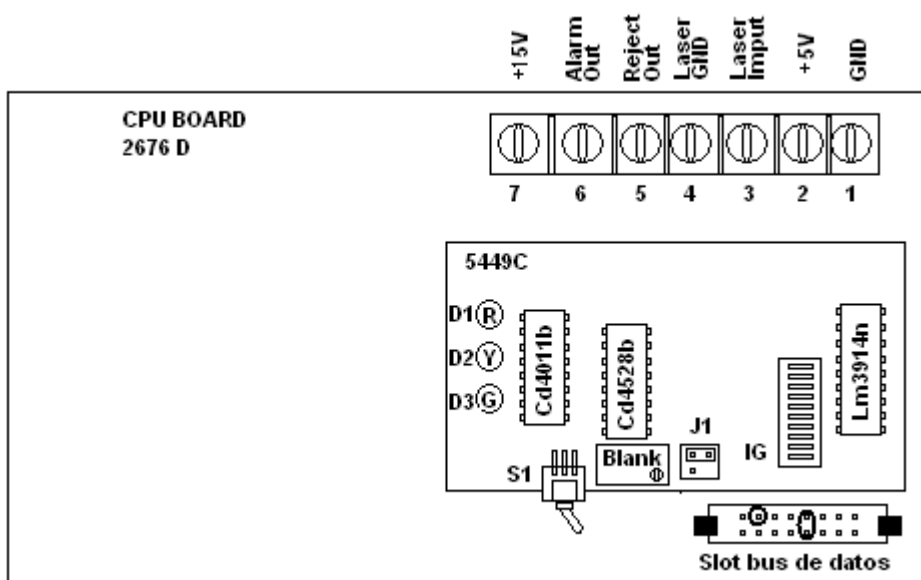 +15V
Alarm
Out
Reject
Out
Laser
GND
Laser
Imput
+5V
GND
CPU BOARD
2676 D
7 6 5 4 3 2 1
5449C
D1 R
D2 Y
D3 G
Cd4011b
Cd4528b
Lm3914n
J1
IG
Blank
S1
Slot bus de datos